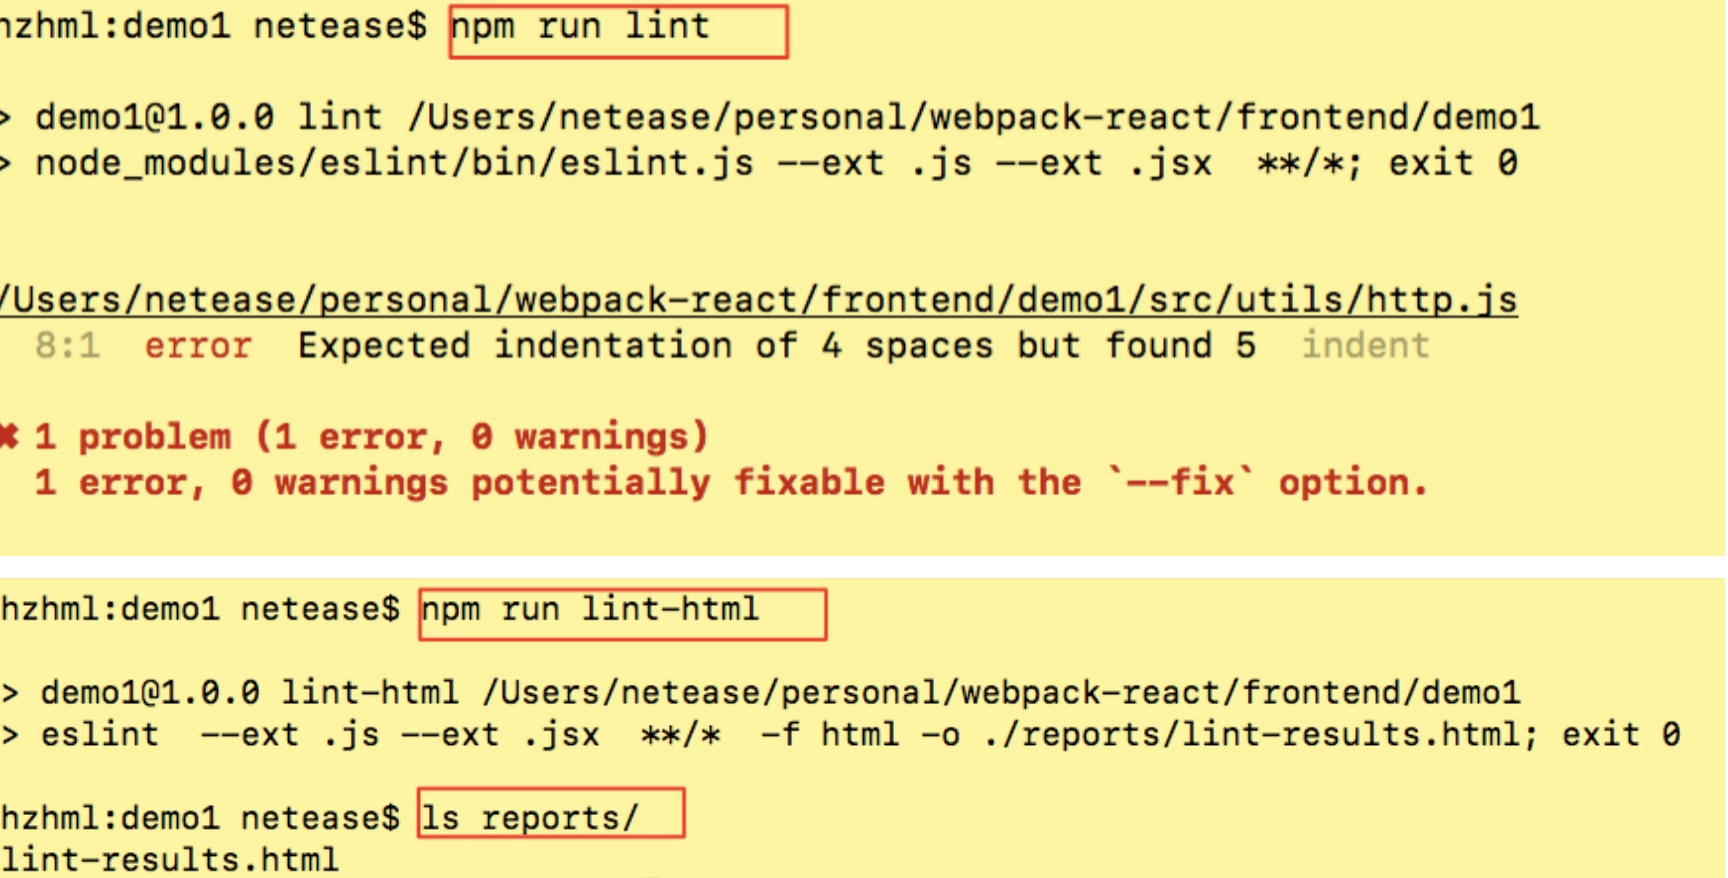 hzhml:demo1 netease$ npm run lint
> demo1@1.0.0 lint /Users/netease/personal/webpack-react/frontend/demo1
> node_modules/eslint/bin/eslint.js --ext .js --ext .jsx  **/*; exit 0
/Users/netease/personal/webpack-react/frontend/demo1/src/utils/http.js
8:1  error  Expected indentation of 4 spaces but found 5  indent
✖ 1 problem (1 error, 0 warnings)
1 error, 0 warnings potentially fixable with the `--fix` option.
hzhml:demo1 netease$ npm run lint-html
> demo1@1.0.0 lint-html /Users/netease/personal/webpack-react/frontend/demo1
> eslint  --ext .js --ext .jsx  **/*  -f html -o ./reports/lint-results.html; exit 0
hzhml:demo1 netease$ ls reports/
lint-results.html